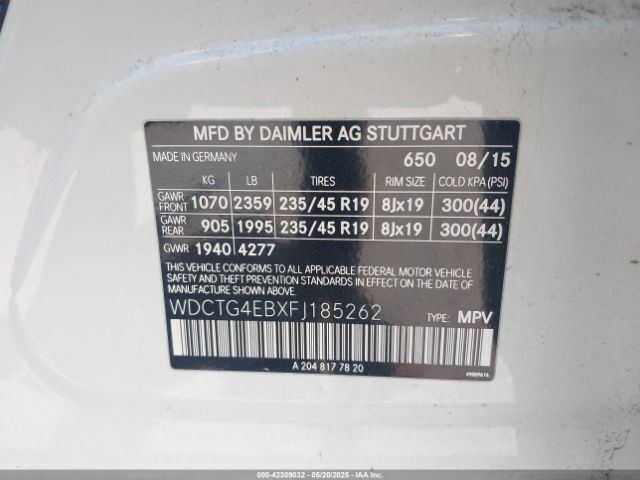 MFD BY DAIMLER AG STUTTGART
MADE IN GERMANY 650 08/15
KG LB TIRES RIM SIZE COLD KPA (PSI)
GAWR FRONT 1070 2359 235/45 R19 8Jx19 300(44)
GAWR REAR 905 1995 235/45 R19 8Jx19 300(44)
GVWR 1940 4277
THIS VEHICLE CONFORMS TO ALL APPLICABLE FEDERAL MOTOR VEHICLE
SAFETY AND THEFT PREVENTION STANDARDS IN EFFECT ON THE DATE
OF MANUFACTURE SHOWN ABOVE.
WDCTG4EBXFJ185262 TYPE: MPV
A 204 817 78 20
49009616
000-42309032 - 05/20/2025 - IAAI.COM